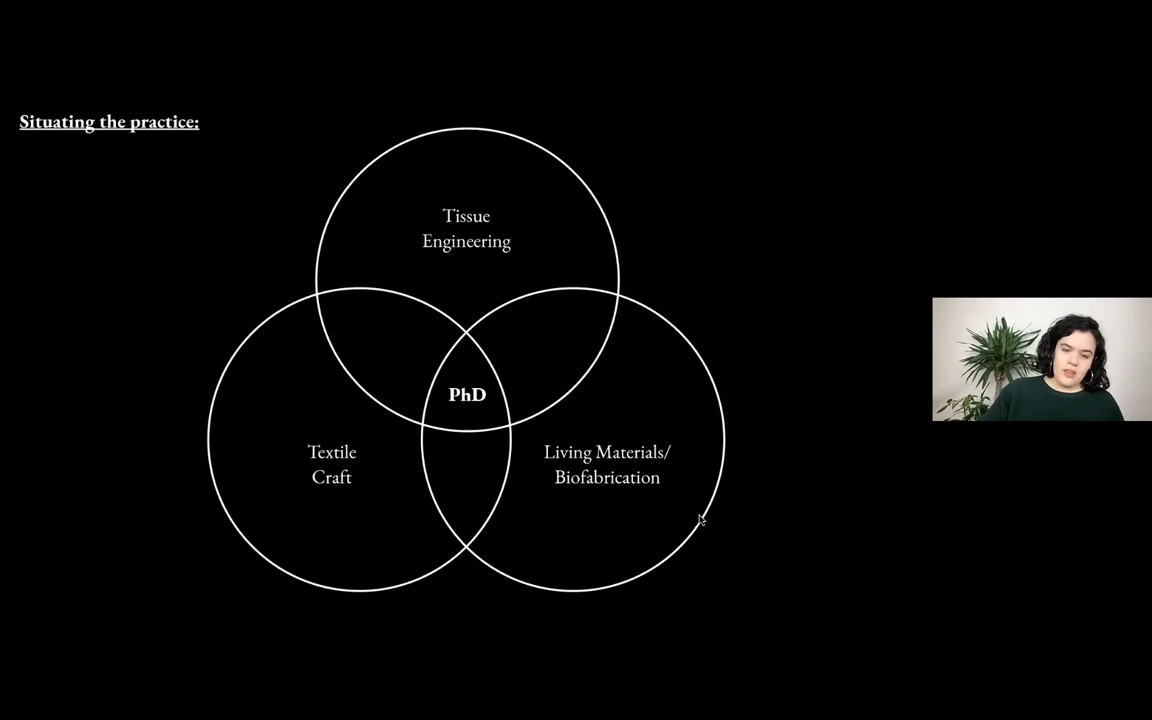 Situating the practice:
Tissue
Engineering
PhD
Textile
Craft
Living Materials/
Biofabrication